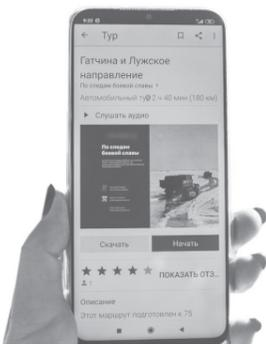 Тур
Гатчина и Лужское
направление
По следам боевой славы
Автомобильный тур 2 ч 40 мин (180 км)
Слушать аудио
По следам
боевой славы
Скачать
Начать
ПОКАЗАТЬ ОТЗ...
1
Описание
Этот маршрут подготовлен к 75